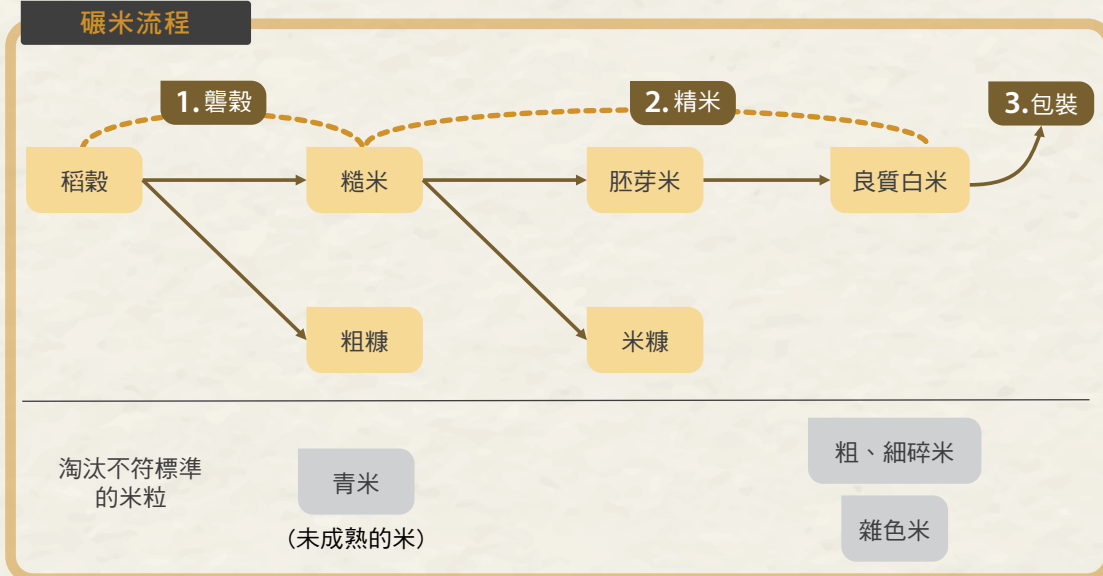 碾米流程
1.礱穀
2.精米
3.包裝
稻穀
糙米
胚芽米
良質白米
粗糠
米糠
淘汰不符標準
的米粒
青米
(未成熟的米)
粗、細碎米
雜色米